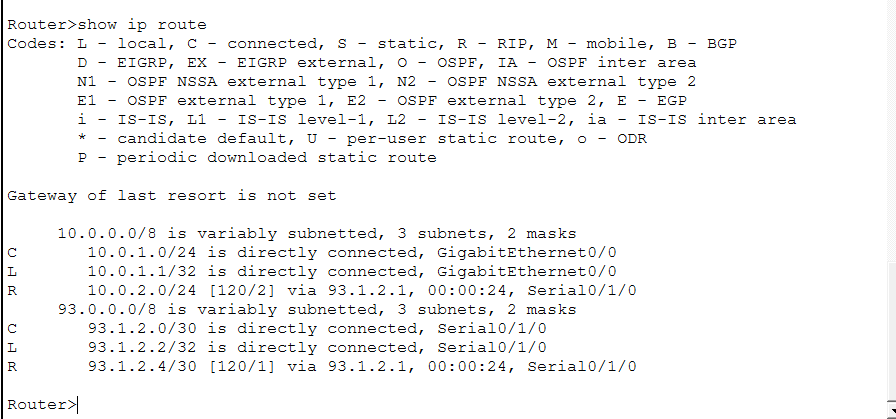 Router>show ip route
Codes: L - local, C - connected, S - static, R - RIP, M - mobile, B - BGP
       D - EIGRP, EX - EIGRP external, O - OSPF, IA - OSPF inter area
       N1 - OSPF NSSA external type 1, N2 - OSPF NSSA external type 2
       E1 - OSPF external type 1, E2 - OSPF external type 2, E - EGP
       i - IS-IS, L1 - IS-IS level-1, L2 - IS-IS level-2, ia - IS-IS inter area
       * - candidate default, U - per-user static route, o - ODR
       P - periodic downloaded static route

Gateway of last resort is not set

     10.0.0.0/8 is variably subnetted, 3 subnets, 2 masks
C       10.0.1.0/24 is directly connected, GigabitEthernet0/0
L       10.0.1.1/32 is directly connected, GigabitEthernet0/0
R       10.0.2.0/24 [120/2] via 93.1.2.1, 00:00:24, Serial0/1/0
     93.0.0.0/8 is variably subnetted, 3 subnets, 2 masks
C       93.1.2.0/30 is directly connected, Serial0/1/0
L       93.1.2.2/32 is directly connected, Serial0/1/0
R       93.1.2.4/30 [120/1] via 93.1.2.1, 00:00:24, Serial0/1/0

Router>